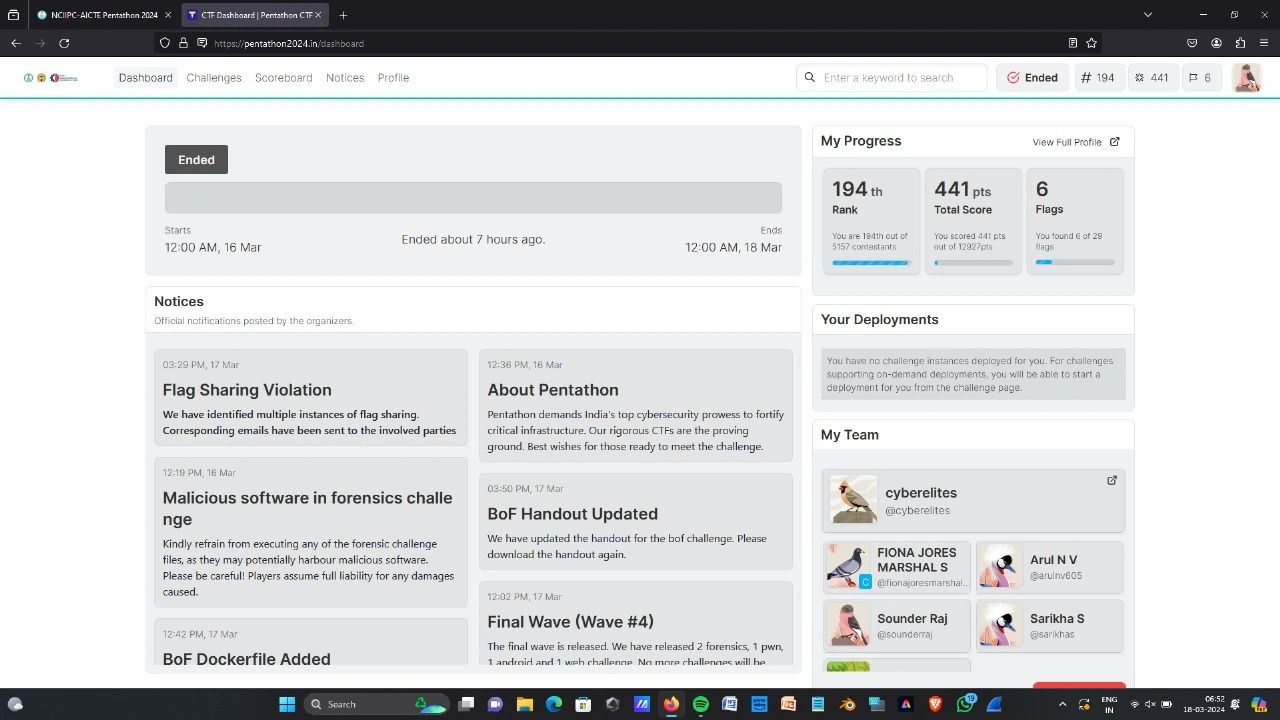 NCIIPC-AICTE Pentathon 2024
CTF Dashboard | Pentathon CTF
https://pentathon2024.in/dashboard
Dashboard
Challenges
Scoreboard
Notices
Profile
Enter a keyword to search
Ended
# 194
441
6
Ended
Starts
12:00 AM, 16 Mar
Ended about 7 hours ago.
Ends
12:00 AM, 18 Mar
Notices
Official notifications posted by the organizers.
03:29 PM, 17 Mar
Flag Sharing Violation
We have identified multiple instances of flag sharing.
Corresponding emails have been sent to the involved parties
12:19 PM, 16 Mar
Malicious software in forensics challe
nge
Kindly refrain from executing any of the forensic challenge
files, as they may potentially harbour malicious software.
Please be careful! Players assume full liability for any damages
caused.
12:42 PM, 17 Mar
BoF Dockerfile Added
12:36 PM, 16 Mar
About Pentathon
Pentathon demands India's top cybersecurity prowess to fortify
critical infrastructure. Our rigorous CTFs are the proving
ground. Best wishes for those ready to meet the challenge.
03:50 PM, 17 Mar
BoF Handout Updated
We have updated the handout for the bof challenge. Please
download the handout again.
12:02 PM, 17 Mar
Final Wave (Wave #4)
The final wave is released. We have released 2 forensics, 1 pwn,
1 android and 1 web challenge. No more challenges will be
My Progress
View Full Profile
194 th
Rank
You are 194th out of
5157 contestants
441 pts
Total Score
You scored 441 pts
out of 12927pts
6
Flags
You found 6 of 29
flags
Your Deployments
You have no challenge instances deployed for you. For challenges
supporting on-demand deployments, you will be able to start a
deployment for you from the challenge page.
My Team
cyberelites
@cyberelites
FIONA JORES
MARSHAL S
@fionajoresmarshal...
C
Arul N V
@arulnv605
Sounder Raj
@sounderraj
Sarikha S
@sarikhas
Search
19
ENG
IN
06:52
18-03-2024